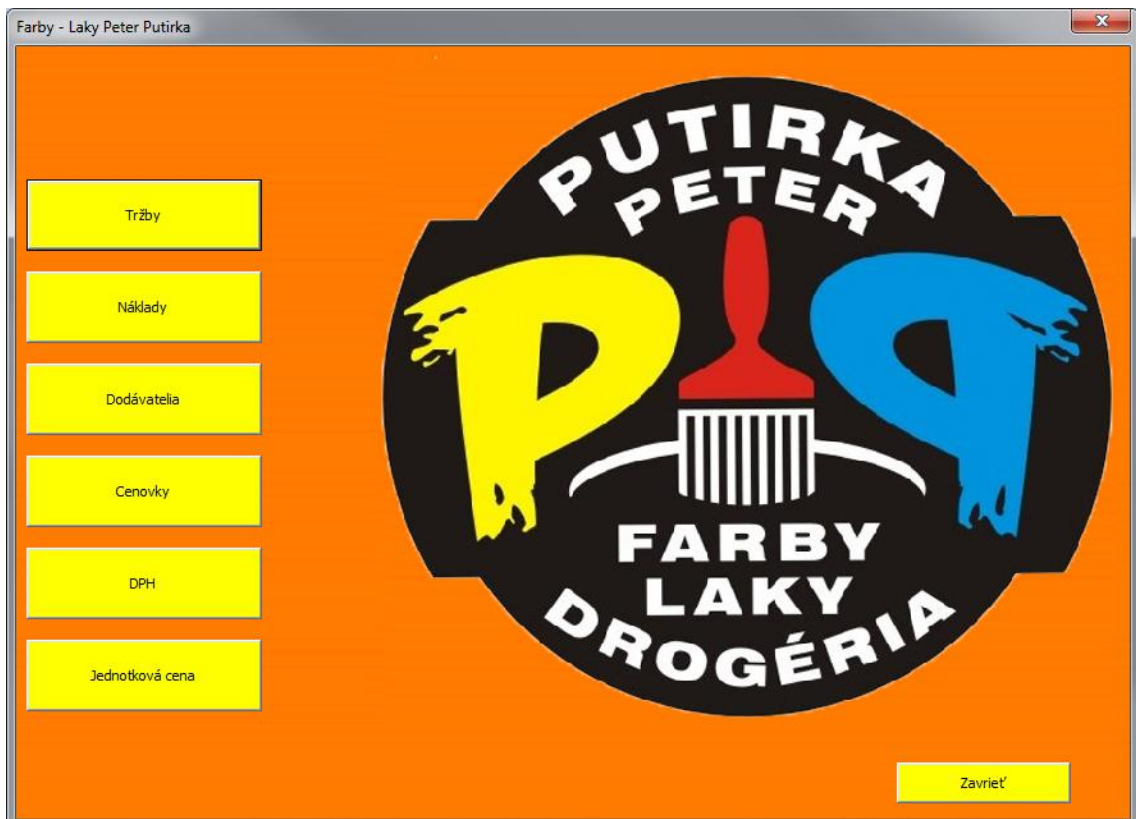 Farby - Laky Peter Putirka
Tržby
Náklady
Dodávatelia
Cenovky
DPH
Jednotková cena
PUTIRKA
PETER
P P
FARBY
LAKY
DROGÉRIA
Zavrieť